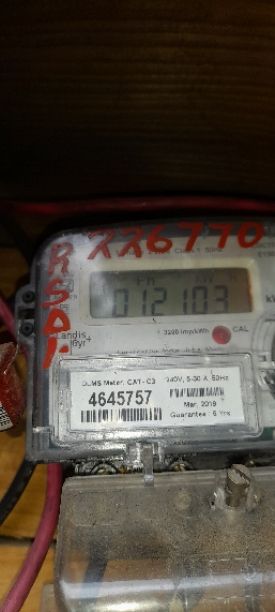 226770
RSDI
012103
3200 imp/kWh CAL
Landis
Gyr+
DLMS Meter, CAT- C3 240V, 5-30 A, 50Hz
4645757
Mar, 2019
Guarantee : 5 Yrs